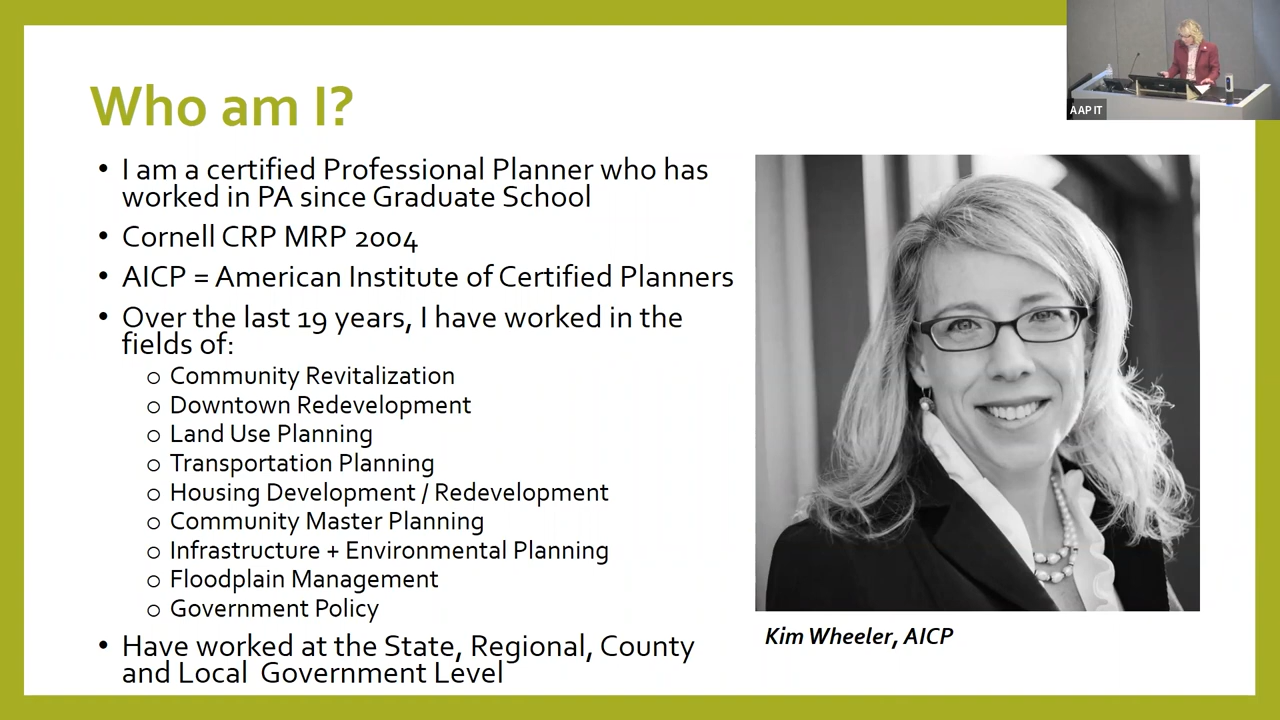 Who am I?
• I am a certified Professional Planner who has
worked in PA since Graduate School
• Cornell CRP MRP 2004
• AICP = American Institute of Certified Planners
• Over the last 19 years, I have worked in the
fields of:
o Community Revitalization
o Downtown Redevelopment
o Land Use Planning
o Transportation Planning
o Housing Development / Redevelopment
o Community Master Planning
o Infrastructure + Environmental Planning
o Floodplain Management
o Government Policy
• Have worked at the State, Regional, County
and Local  Government Level
Kim Wheeler, AICP
AAP IT